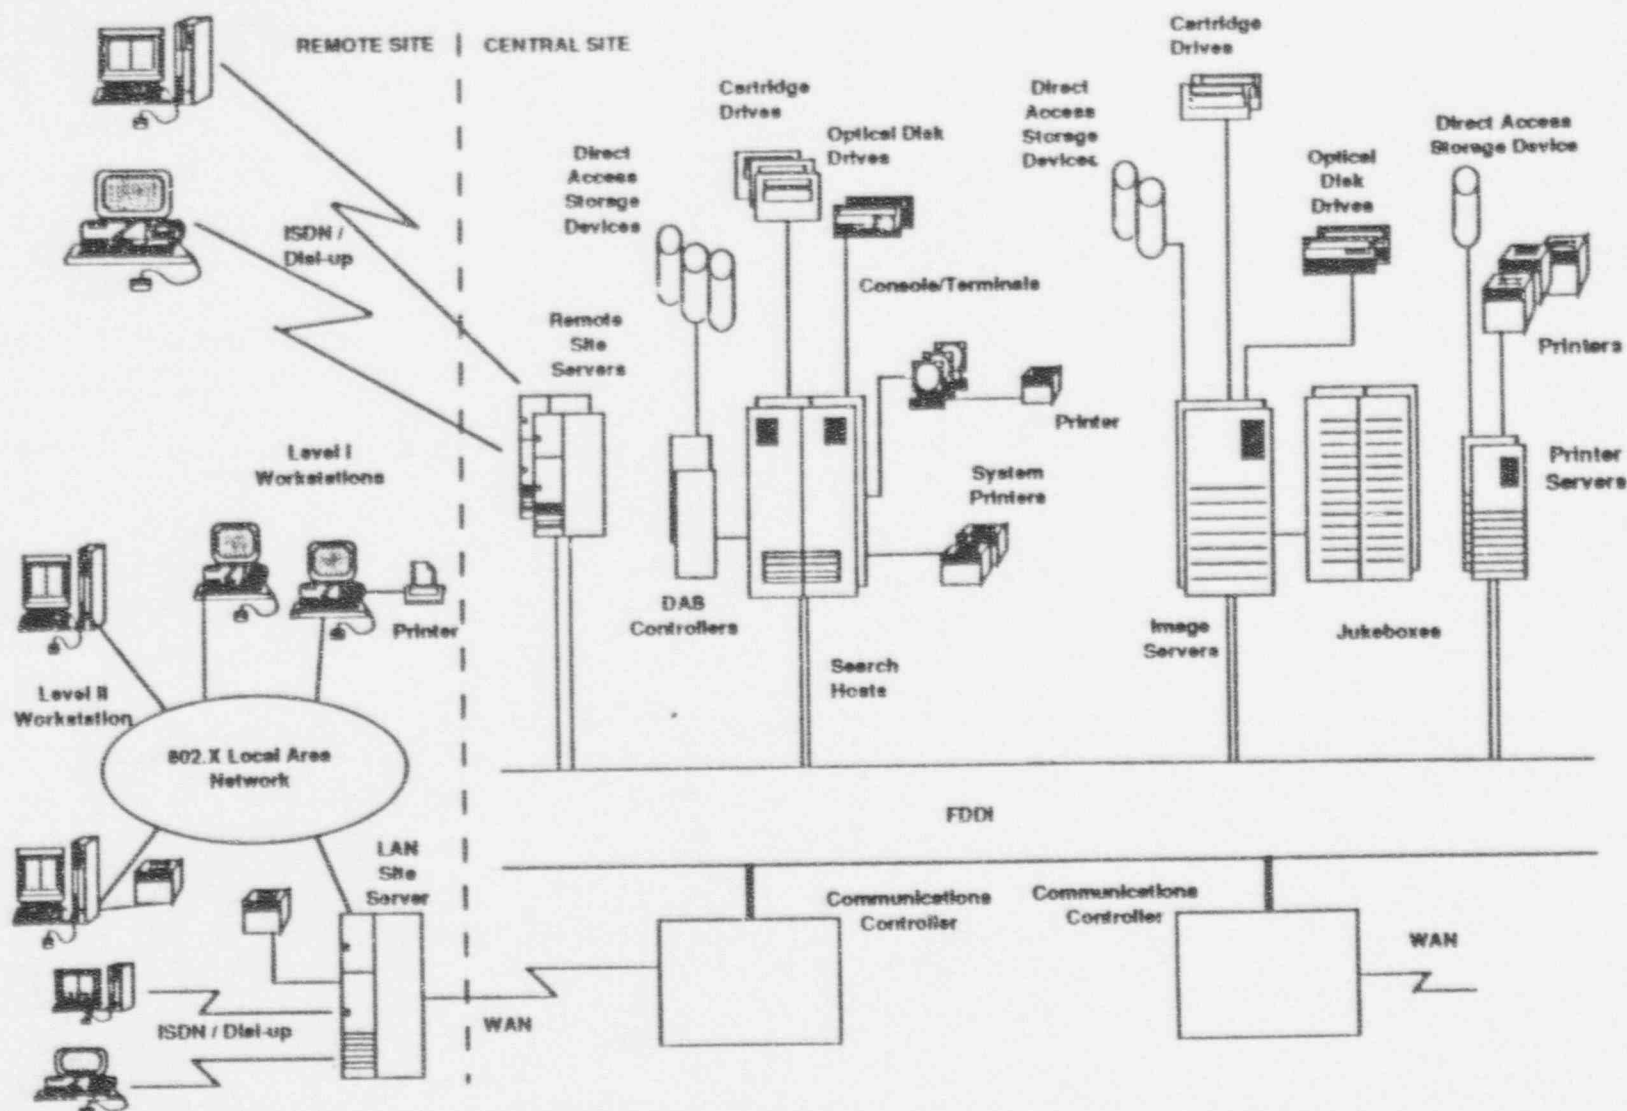 REMOTE SITE
CENTRAL SITE
ISDN /
Dial-up
Level I
Workstations
Printer
Level II
Workstation
802.X Local Area
Network
LAN
Site
Server
ISDN / Dial-up
WAN
Remote
Site
Servers
Direct
Access
Storage
Devices
Cartridge
Drives
Optical Disk
Drives
Console/Terminals
Printer
System
Printers
DAB
Controllers
Search
Hosts
Direct
Access
Storage
Devices
Cartridge
Drives
Optical
Disk
Drives
Direct Access
Storage Device
Printers
Printer
Servers
Image
Servers
Jukeboxes
FDDI
Communications
Controller
Communications
Controller
WAN